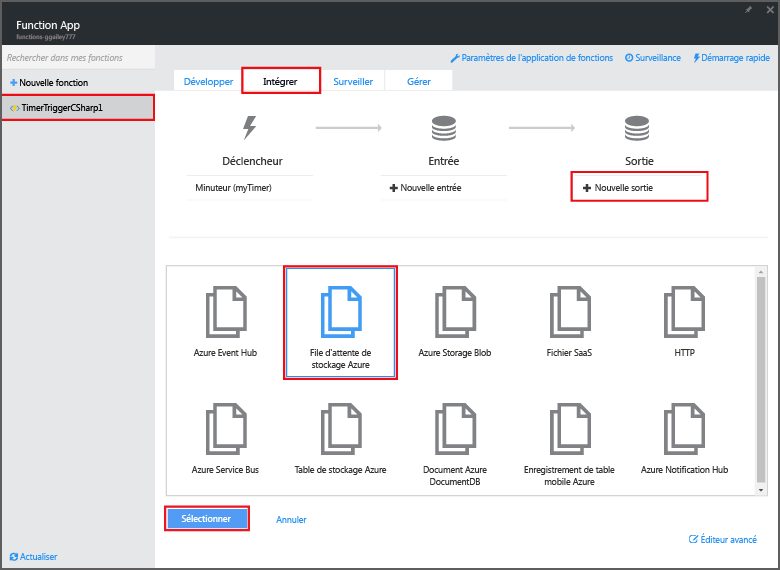 Function App
functions-ggailey777
Rechercher dans mes fonctions
Nouvelle fonction
TimerTriggerCSharp1
Paramètres de l'application de fonctions
Surveillance
Démarrage rapide
Développer
Intégrer
Surveiller
Gérer
Déclencheur
Entrée
Sortie
Minuteur (myTimer)
Nouvelle entrée
Nouvelle sortie
Azure Event Hub
File d'attente de
stockage Azure
Azure Storage Blob
Fichier SaaS
HTTP
Azure Service Bus
Table de stockage Azure
Document Azure
DocumentDB
Enregistrement de table
mobile Azure
Azure Notification Hub
Sélectionner
Annuler
Éditeur avancé
Actualiser